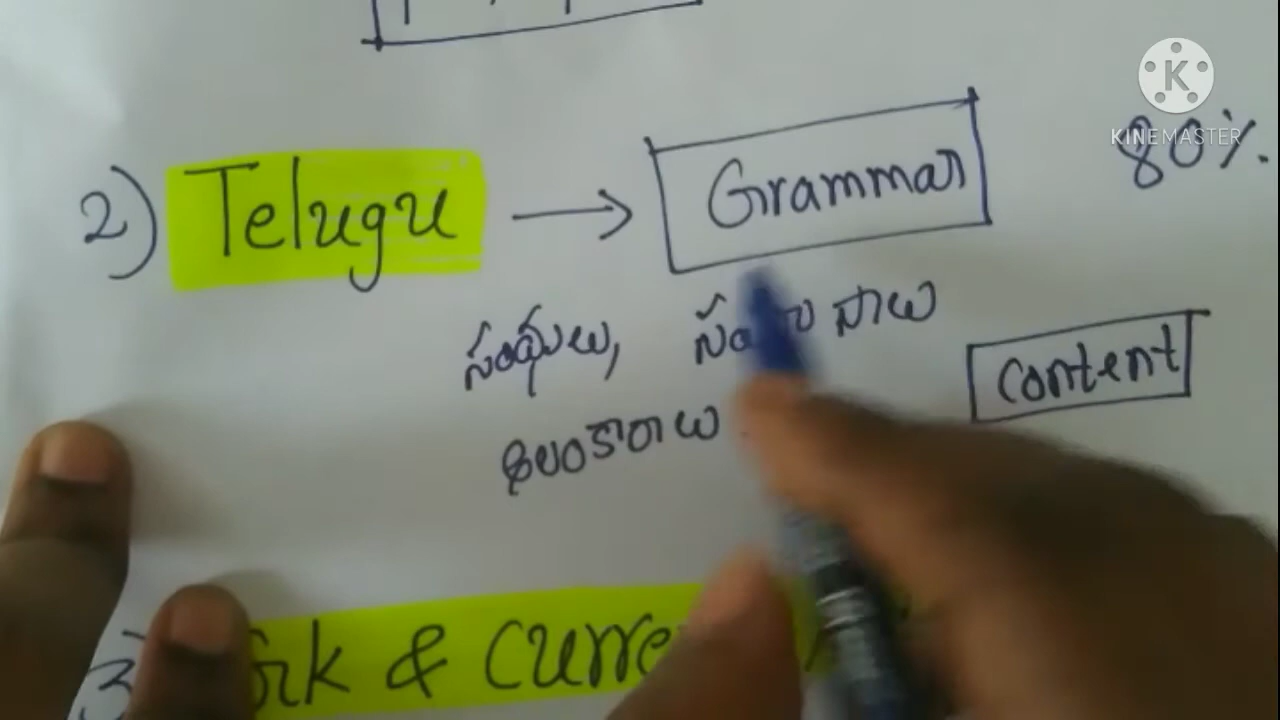 KINEMASTER
2) Telugu → Grammar 80%.
సంధులు,
అలంకారాలు
content
3) & Curre